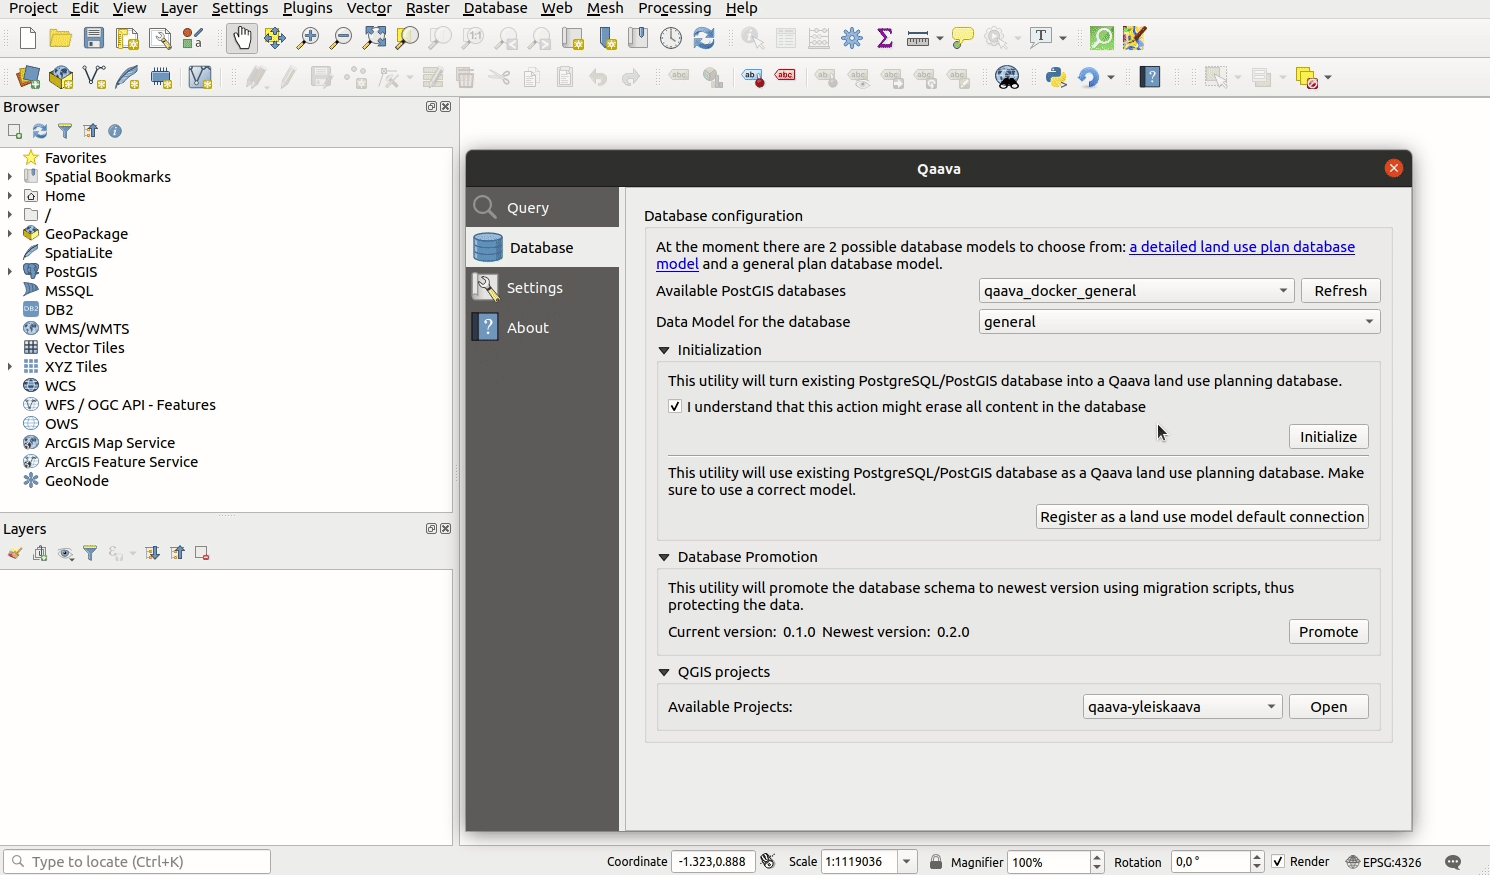 Project Edit View Layer Settings Plugins Vector Raster Database Web Mesh Processing Help
Browser
Favorites
Spatial Bookmarks
Home
/
GeoPackage
SpatiaLite
PostGIS
MSSQL
DB2
WMS/WMTS
Vector Tiles
XYZ Tiles
WCS
WFS / OGC API - Features
OWS
ArcGIS Map Service
ArcGIS Feature Service
GeoNode
Layers
Qaava
Query
Database
Settings
About
Database configuration
At the moment there are 2 possible database models to choose from: a detailed land use plan database
model and a general plan database model.
Available PostGIS databases qaava_docker_general Refresh
Data Model for the database general
Initialization
This utility will turn existing PostgreSQL/PostGIS database into a Qaava land use planning database.
I understand that this action might erase all content in the database
Initialize
This utility will use existing PostgreSQL/PostGIS database as a Qaava land use planning database. Make
sure to use a correct model.
Register as a land use model default connection
Database Promotion
This utility will promote the database schema to newest version using migration scripts, thus
protecting the data.
Current version: 0.1.0 Newest version: 0.2.0 Promote
QGIS projects
Available Projects: qaava-yleiskaava Open
Type to locate (Ctrl+K) Coordinate -1.323,0.888 Scale 1:1119036 Magnifier 100% Rotation 0,0 ° Render EPSG:4326